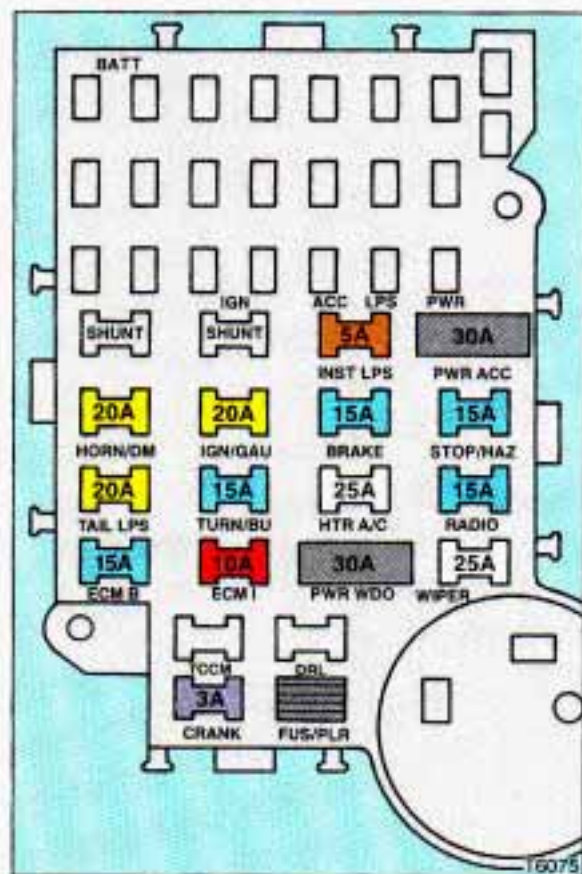 BATT
IGN ACC LPS PWR
SHUNT SHUNT 5A 30A
INST LPS PWR ACC
20A 20A 15A 15A
HORN/DM IGN/GAU BRAKE STOP/HAZ
20A 15A 25A 15A
TAIL LPS TURN/BU HTR A/C RADIO
15A 10A 30A 25A
ECM B ECM I PWR WDO WIPER
TCCM DRL
3A
CRANK FUS/PLR
16075